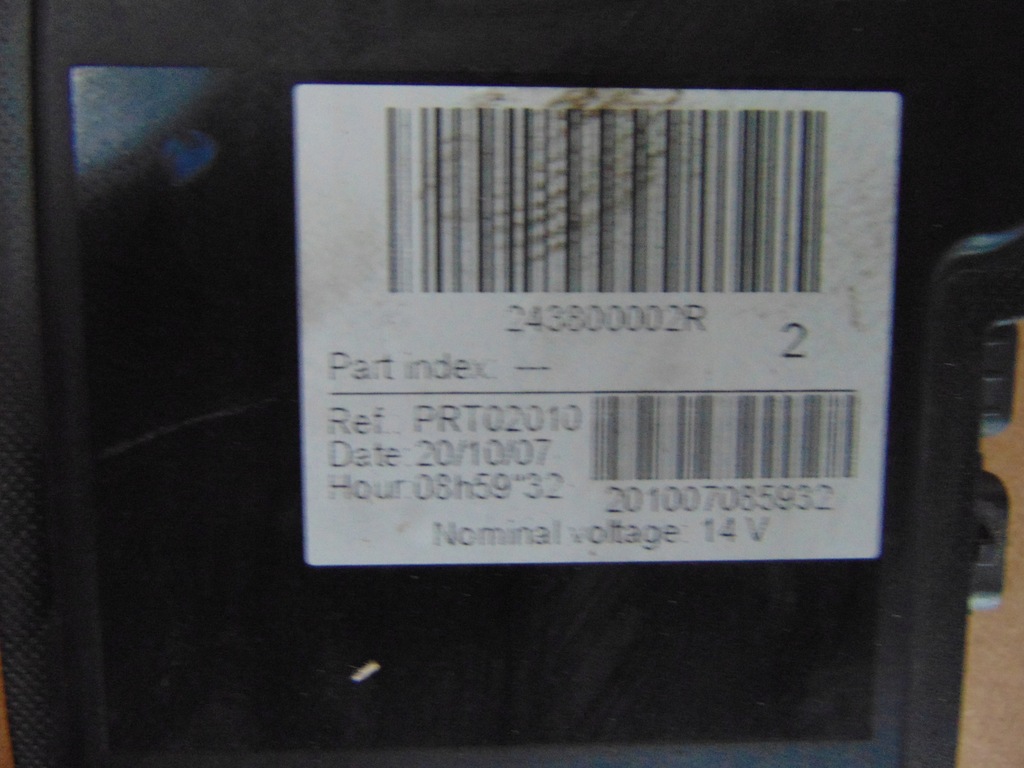 243800002R
2
Part index: ---
Ref.: PRT02010
Date: 20/10/07
Hour:08h59"32
201007085932
Nominal voltage: 14 V